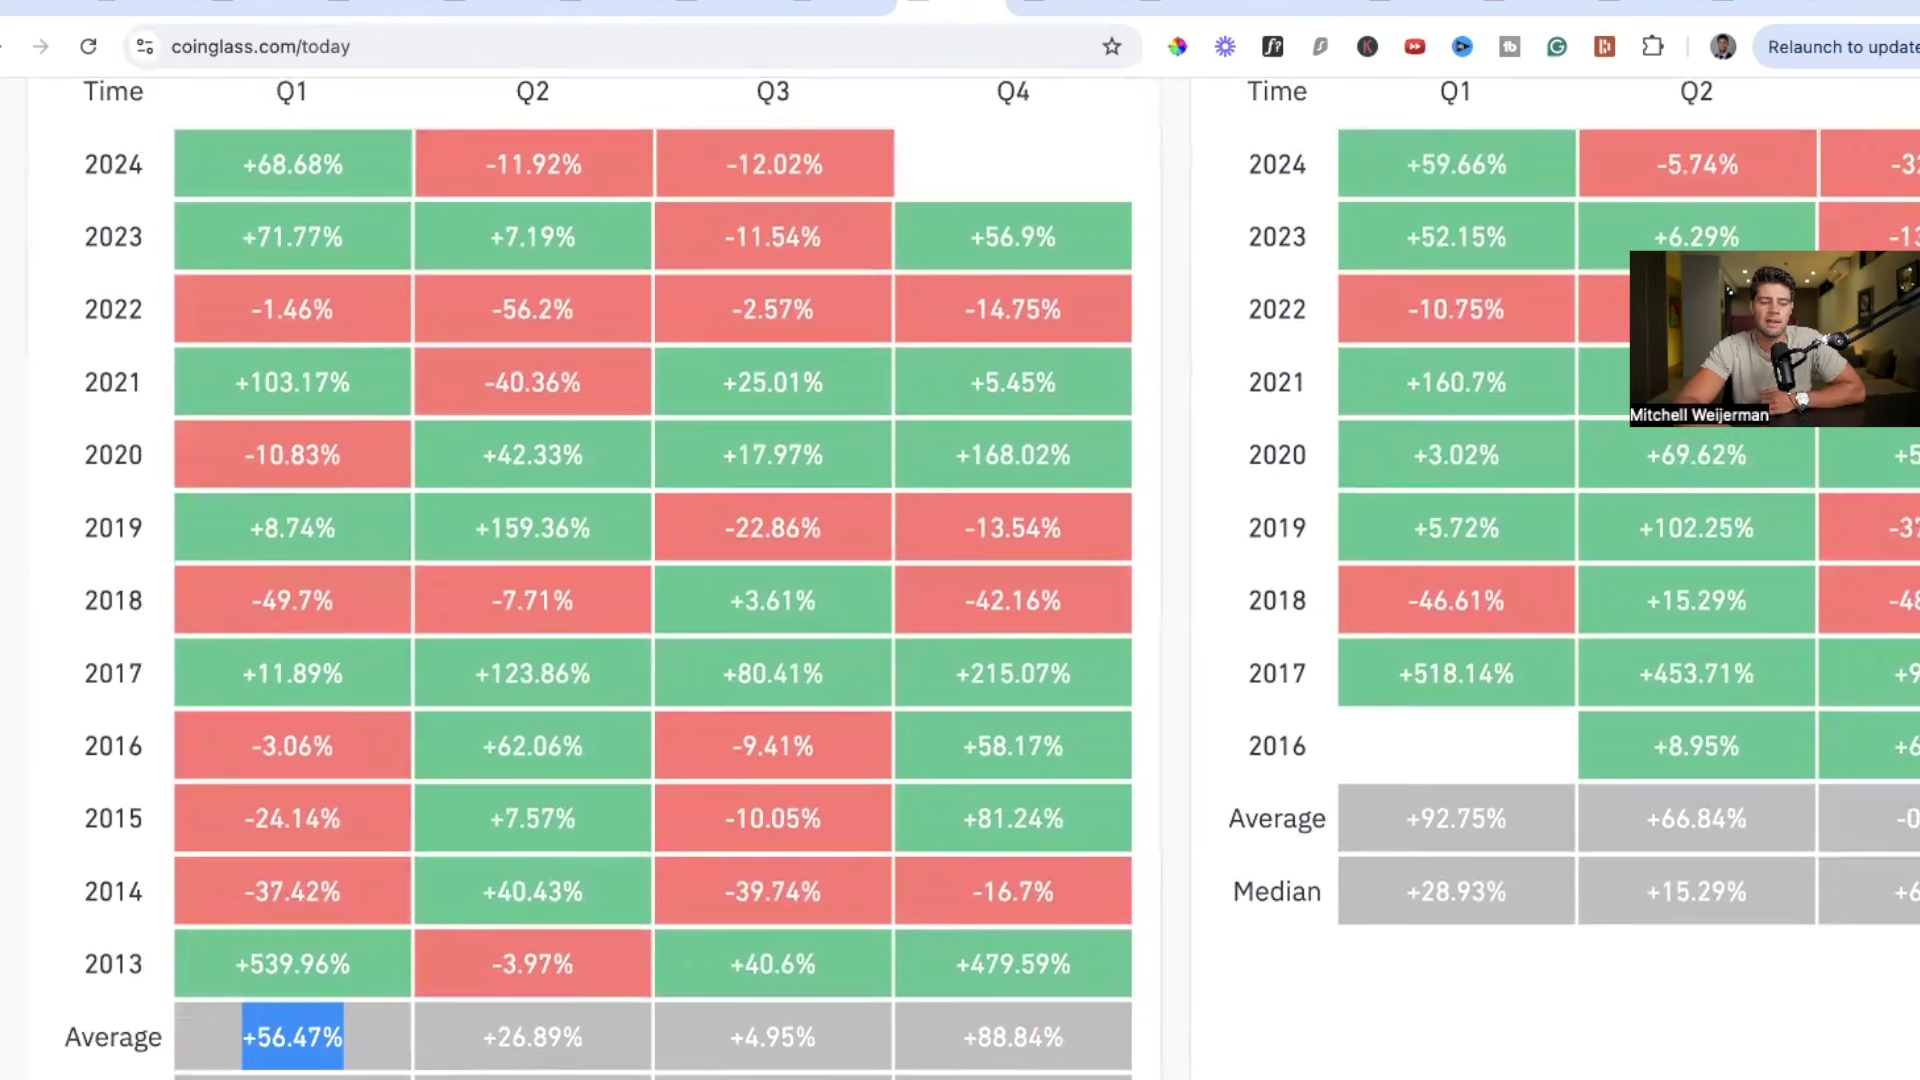 coinglass.com/today
Relaunch to update
Time Q1 Q2 Q3 Q4
2024 +68.68% -11.92% -12.02%
2023 +71.77% +7.19% -11.54% +56.9%
2022 -1.46% -56.2% -2.57% -14.75%
2021 +103.17% -40.36% +25.01% +5.45%
2020 -10.83% +42.33% +17.97% +168.02%
2019 +8.74% +159.36% -22.86% -13.54%
2018 -49.7% -7.71% +3.61% -42.16%
2017 +11.89% +123.86% +80.41% +215.07%
2016 -3.06% +62.06% -9.41% +58.17%
2015 -24.14% +7.57% -10.05% +81.24%
2014 -37.42% +40.43% -39.74% -16.7%
2013 +539.96% -3.97% +40.6% +479.59%
Average +56.47% +26.89% +4.95% +88.84%
Time Q1 Q2
2024 +59.66% -5.74%
2023 +52.15% +6.29%
2022 -10.75%
2021 +160.7%
2020 +3.02% +69.62%
2019 +5.72% +102.25%
2018 -46.61% +15.29%
2017 +518.14% +453.71%
2016 +8.95%
Average +92.75% +66.84%
Median +28.93% +15.29%
Mitchell Weijerman